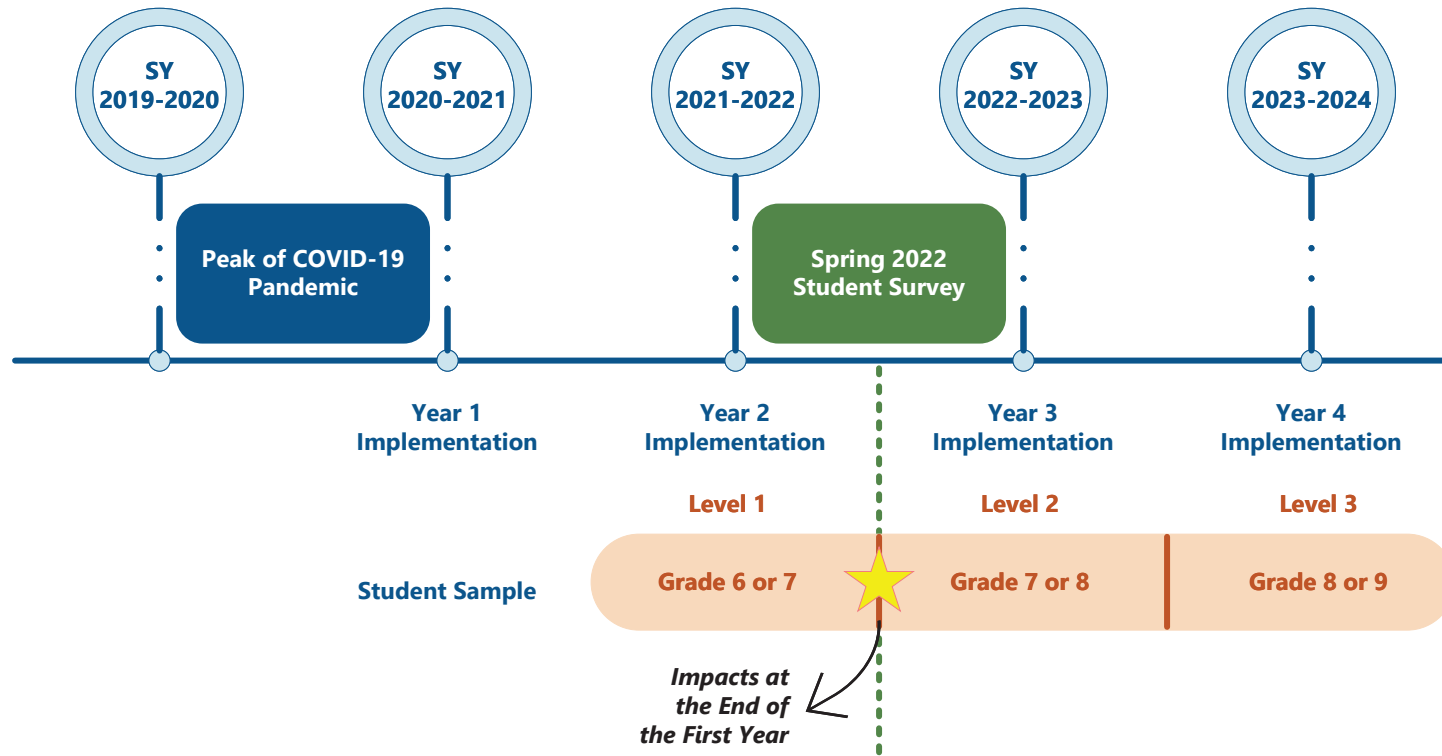 SY
2019-2020
SY
2020-2021
SY
2021-2022
SY
2022-2023
SY
2023-2024
Peak of COVID-19
Pandemic
Spring 2022
Student Survey
Year 1
Implementation
Year 2
Implementation
Year 3
Implementation
Year 4
Implementation
Level 1
Level 2
Level 3
Student Sample
Grade 6 or 7
Grade 7 or 8
Grade 8 or 9
Impacts at
the End of
the First Year